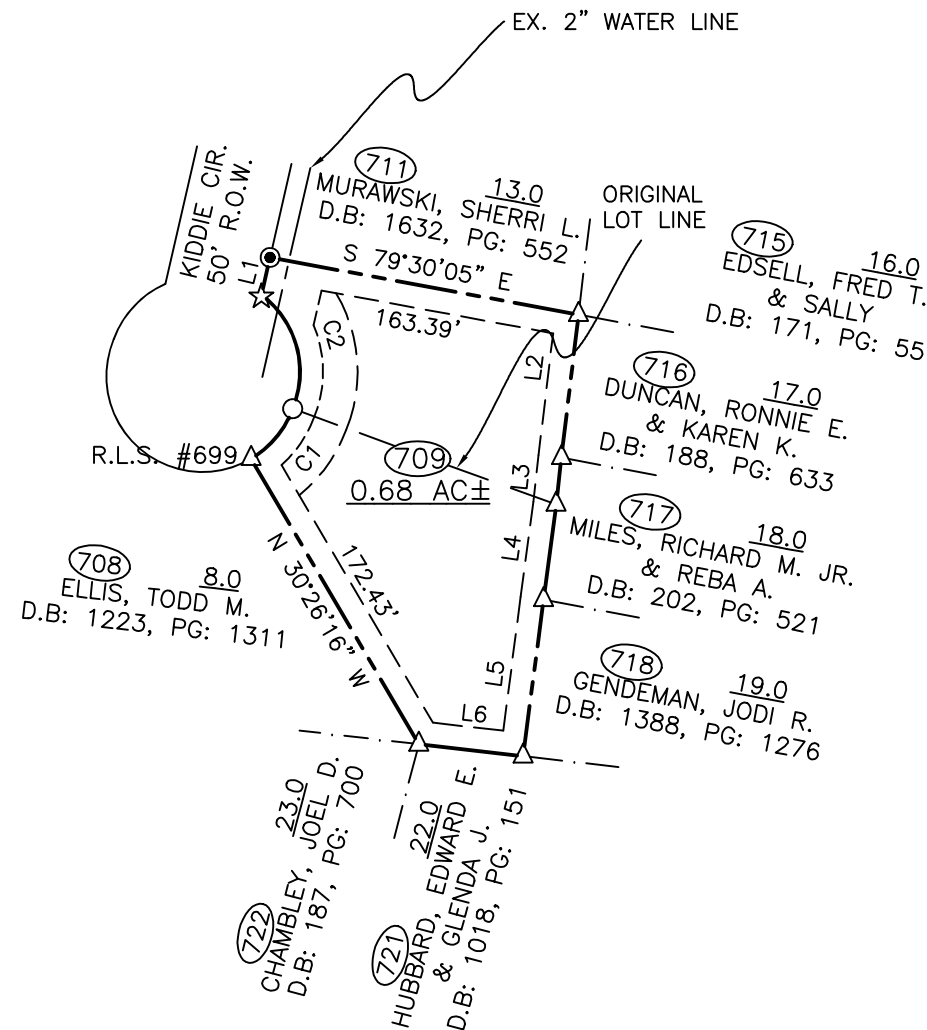 EX. 2” WATER LINE
KIDDIE CIR.
50' R.O.W.
L1
711
13.0
MURAWSKI, SHERRI L.
D.B: 1632, PG: 552
ORIGINAL
LOT LINE
S 79°30'05” E
163.39'
715
16.0
EDSELL, FRED T.
& SALLY
D.B: 171, PG: 55
C2
L2
716
17.0
DUNCAN, RONNIE E.
& KAREN K.
D.B: 188, PG: 633
R.L.S. #699
C1
709
0.68 AC±
L3
717
18.0
MILES, RICHARD M. JR.
& REBA A.
D.B: 202, PG: 521
L4
708
8.0
ELLIS, TODD M.
D.B: 1223, PG: 1311
172.43'
N 30°26'16” W
L5
L6
718
19.0
GENDEMAN, JODI R.
D.B: 1388, PG: 1276
722
23.0
CHAMBLEY, JOEL D.
D.B: 187, PG: 700
721
22.0
HUBBARD, EDWARD E.
& GLENDA J.
D.B: 1018, PG: 151